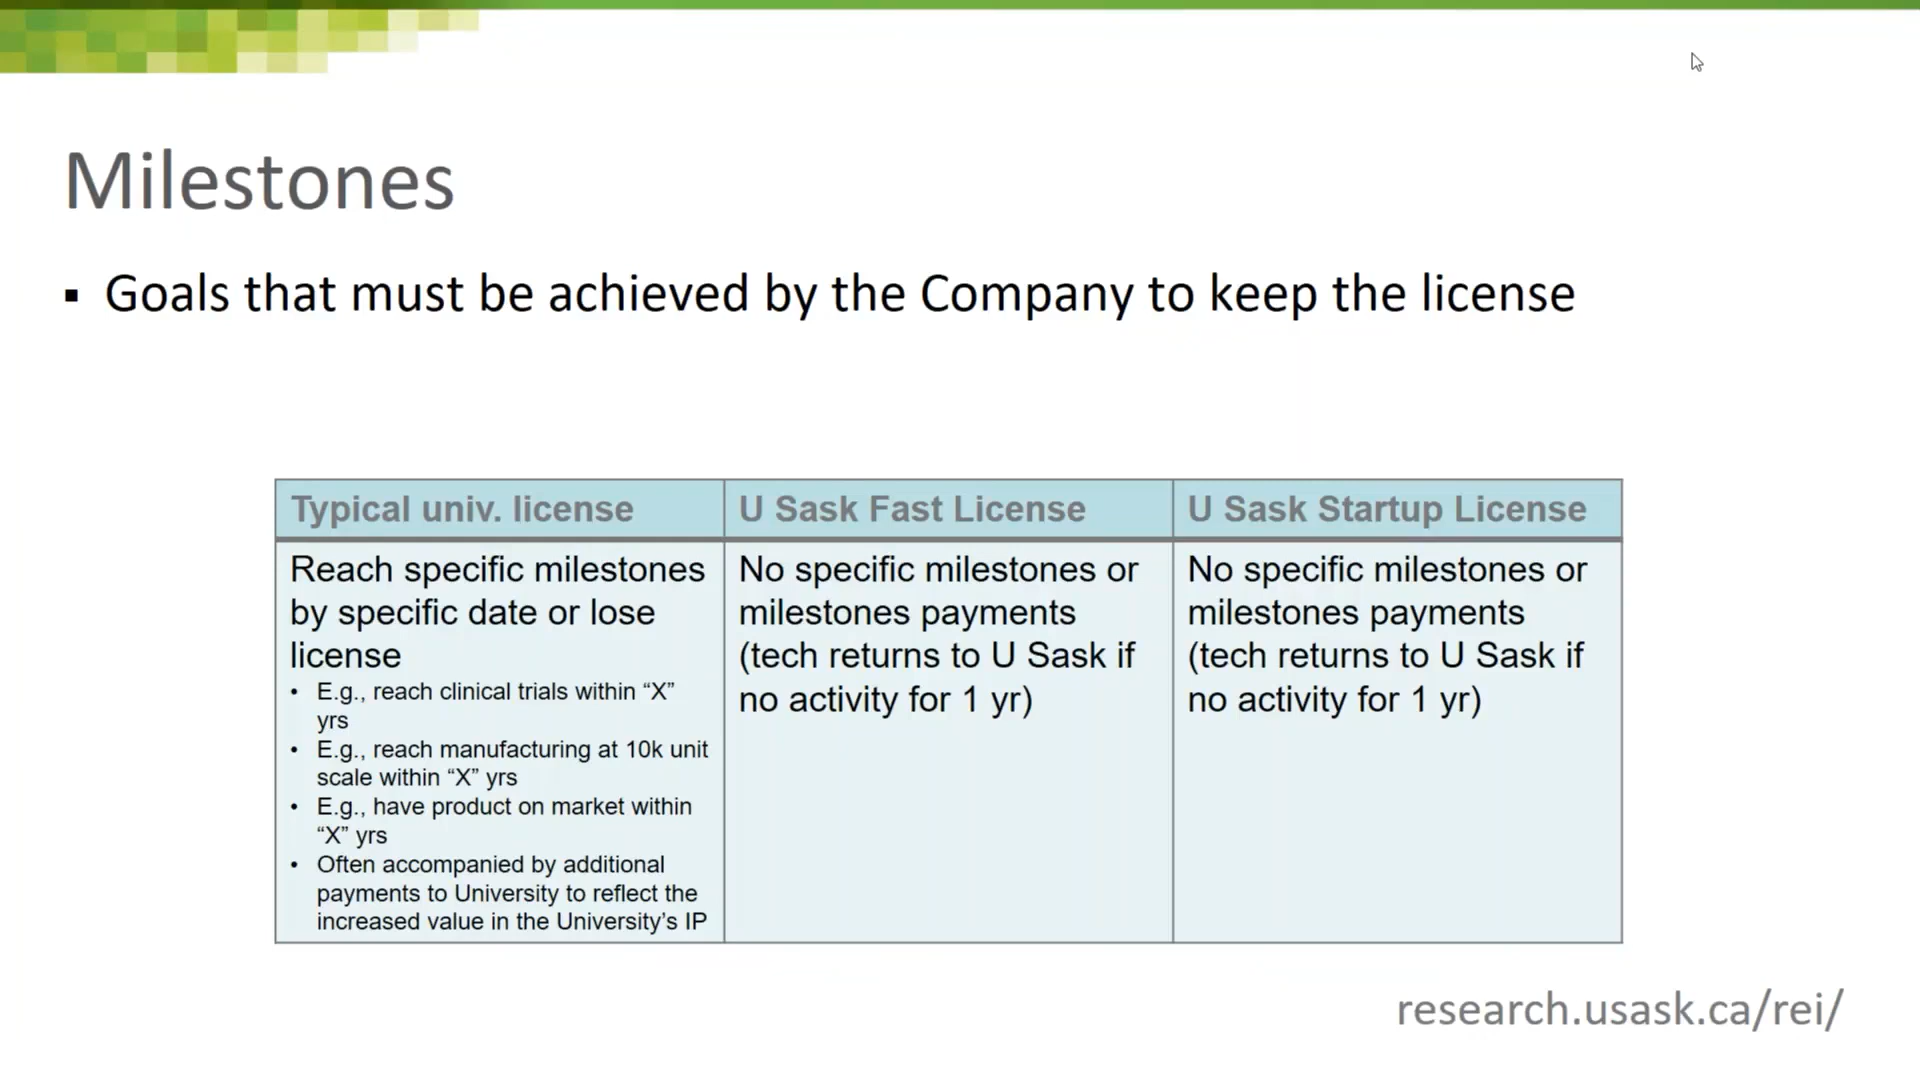 Milestones
▪ Goals that must be achieved by the Company to keep the license
Typical univ. license
Reach specific milestones
by specific date or lose
license
• E.g., reach clinical trials within “X”
yrs
• E.g., reach manufacturing at 10k unit
scale within “X” yrs
• E.g., have product on market within
“X” yrs
• Often accompanied by additional
payments to University to reflect the
increased value in the University’s IP
U Sask Fast License
No specific milestones or
milestones payments
(tech returns to U Sask if
no activity for 1 yr)
U Sask Startup License
No specific milestones or
milestones payments
(tech returns to U Sask if
no activity for 1 yr)
research.usask.ca/rei/